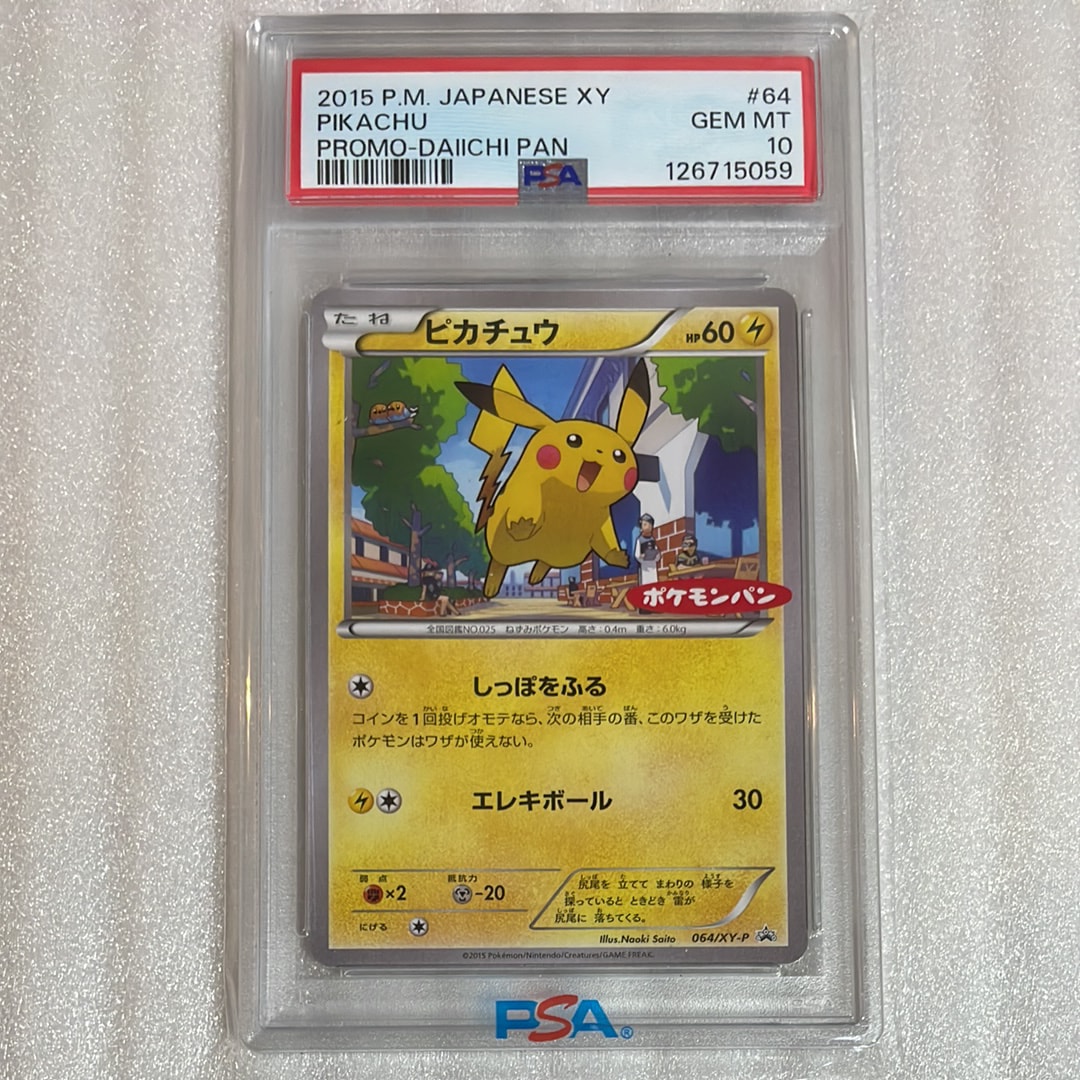 2015 P.M. JAPANESE XY #64
PIKACHU GEM MT
PROMO-DAIICHI PAN 10
PSA 126715059
たね ピカチュウ HP60
ポケモンパン
全国図鑑NO.025 ねずみポケモン 高さ:0.4m 重さ:6.0kg
しっぽをふる
コインを1回投げオモテなら、次の相手の番、このワザを受けた
ポケモンはワザが使えない。
エレキボール 30
弱点 抵抗力
×2 -20
にげる
尻尾を 立てて まわりの 様子を
探っていると ときどき 雷が
尻尾に 落ちてくる。
Illus.Naoki Saito 064/XY-P
©2015 Pokémon/Nintendo/Creatures/GAME FREAK.
PSA®